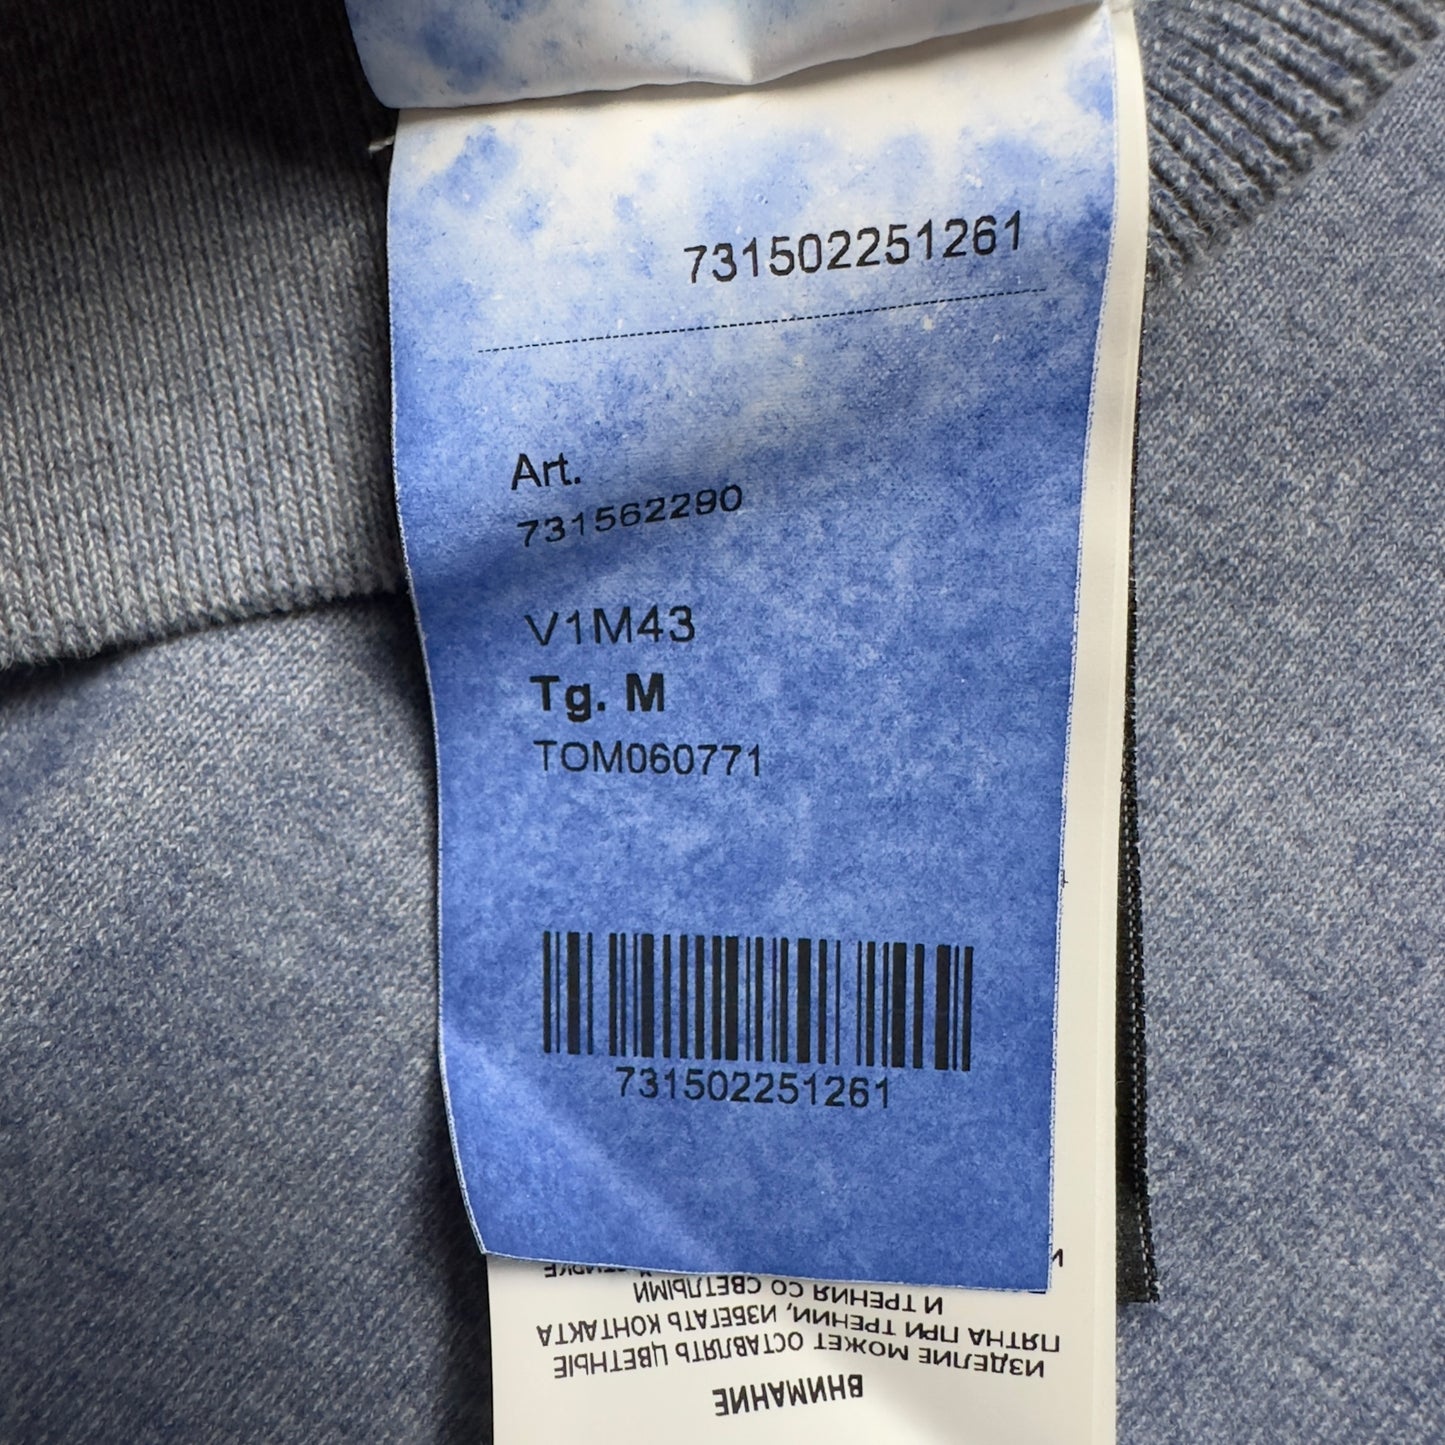 731502251261
Art.
731562290
V1M43
Tg. M
TOM060771
731502251261
ВНИМАНИЕ
ИЗДЕЛИЕ МОЖЕТ ОСТАВЛЯТЬ ЦВЕТНЫЕ
ПЯТНА ПРИ ТРЕНИИ, ИЗБЕГАТЬ КОНТАКТА
И ТРЕНИЯ СО СВЕТЛЫМИ